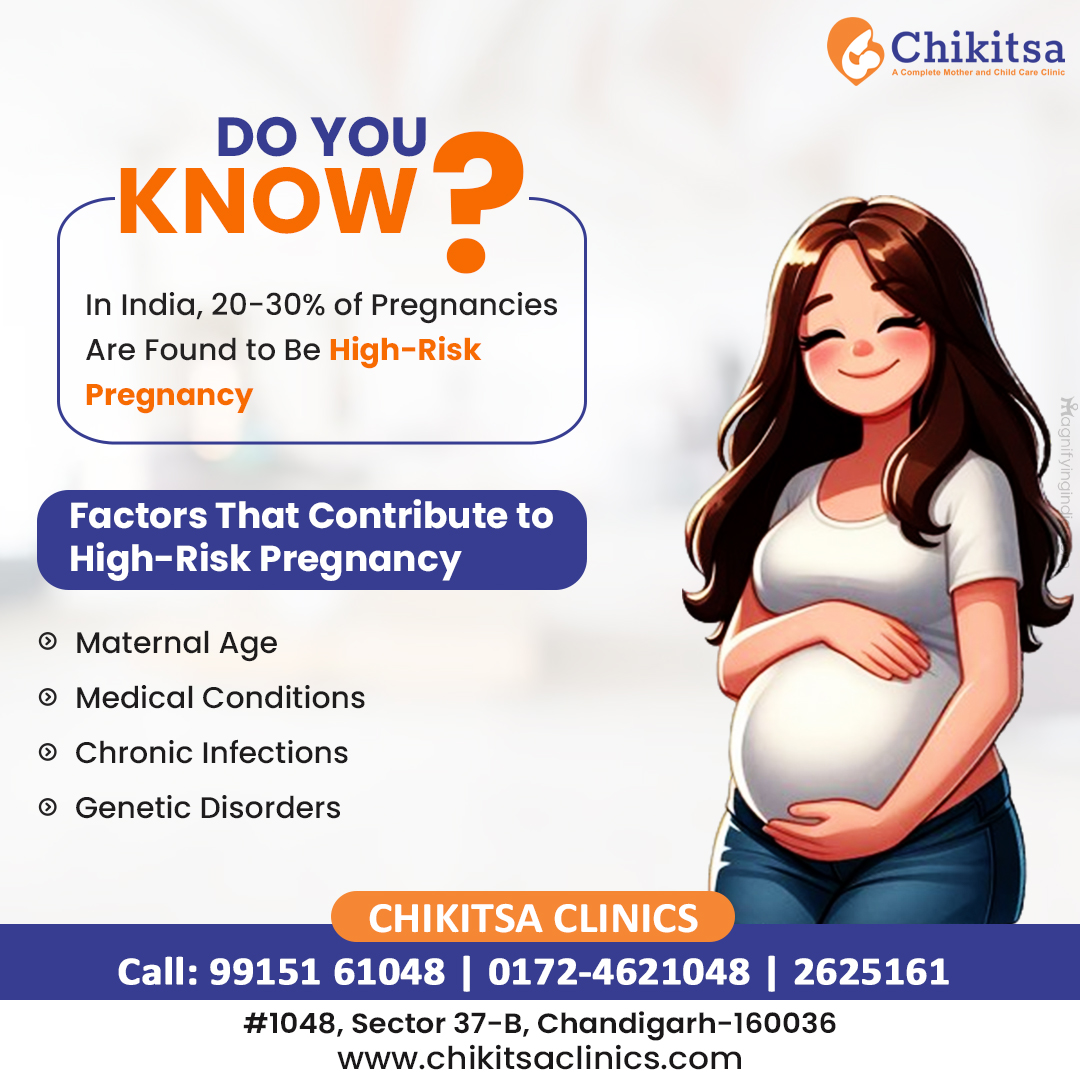 Chikitsa
A Complete Mother and Child Care Clinic
DO YOU
KNOW?
In India, 20-30% of Pregnancies
Are Found to Be High-Risk
Pregnancy
Factors That Contribute to
High-Risk Pregnancy
Maternal Age
Medical Conditions
Chronic Infections
Genetic Disorders
CHIKITSA CLINICS
Call: 99151 61048 | 0172-4621048 | 2625161
#1048, Sector 37-B, Chandigarh-160036
www.chikitsaclinics.com